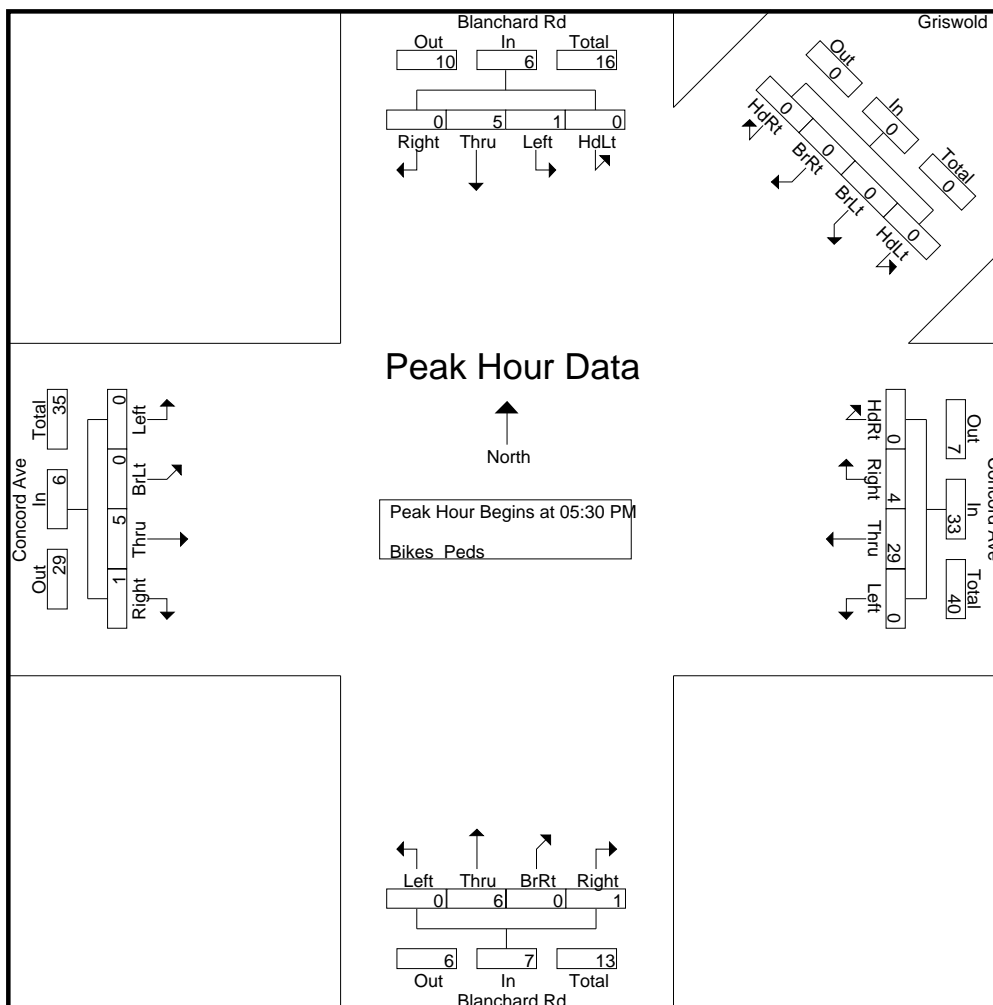 Blanchard Rd
Out In Total
10 6 16
0 5 1 0
Right Thru Left HdLt
Griswold
Out
0
In
0
Total
0
0 0 0 0
HdRt BrRt BrLt HdLt
Peak Hour Data
North
Peak Hour Begins at 05:30 PM
Bikes Peds
Concord Ave
Total In Out
35 6 29
0 0 5 1
Left BrLt Thru Right
HdRt Right Thru Left
0 4 29 0
Out In Total
7 33 40
Concord Ave
Left Thru BrRt Right
0 6 0 1
6 7 13
Out In Total
Blanchard Rd